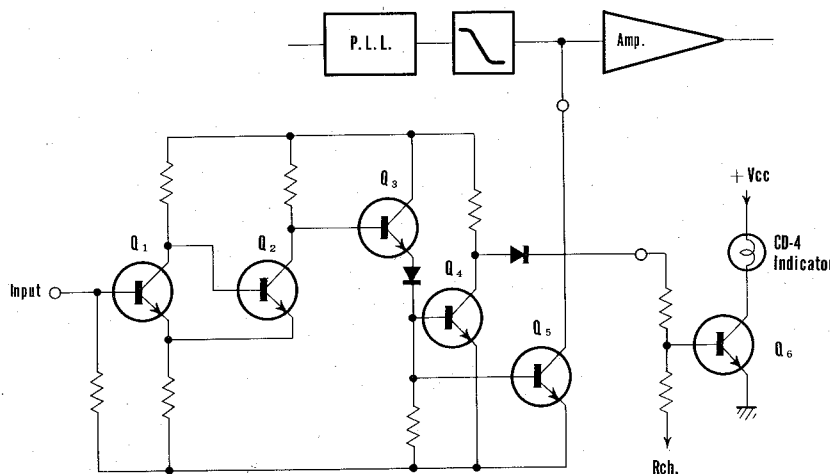 P.L.L.
Amp.
Q₃
+Vcc
Q₁
Q₂
CD-4
Indicator
Q₄
Input
Q₅
Q₆
Rch.